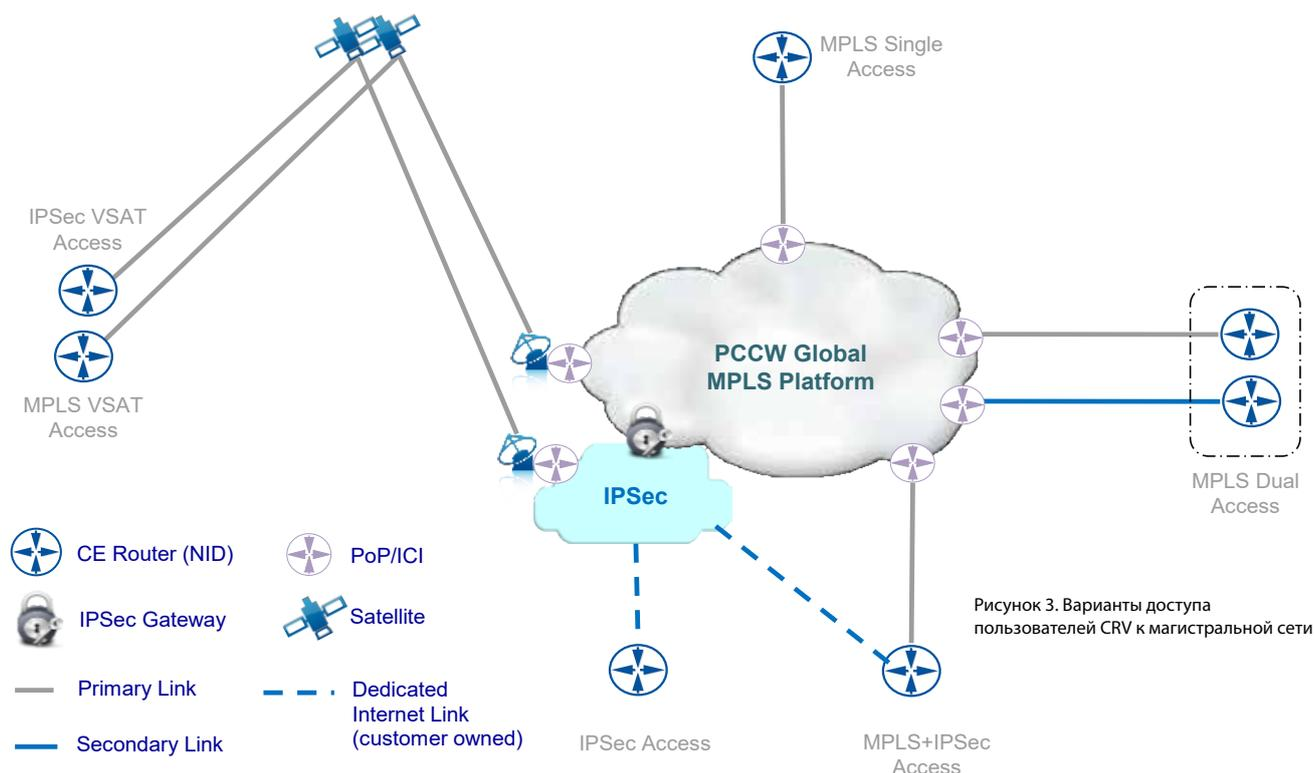 MPLS Single
Access
IPSec VSAT
Access
MPLS VSAT
Access
PCCW Global
MPLS Platform
IPSec
MPLS Dual
Access
CE Router (NID)
PoP/ICI
IPSec Gateway
Satellite
Primary Link
Secondary Link
Dedicated
Internet Link
(customer owned)
IPSec Access
MPLS+IPSec
Access
Рисунок 3. Варианты доступа
пользователей CRV к магистральной сети